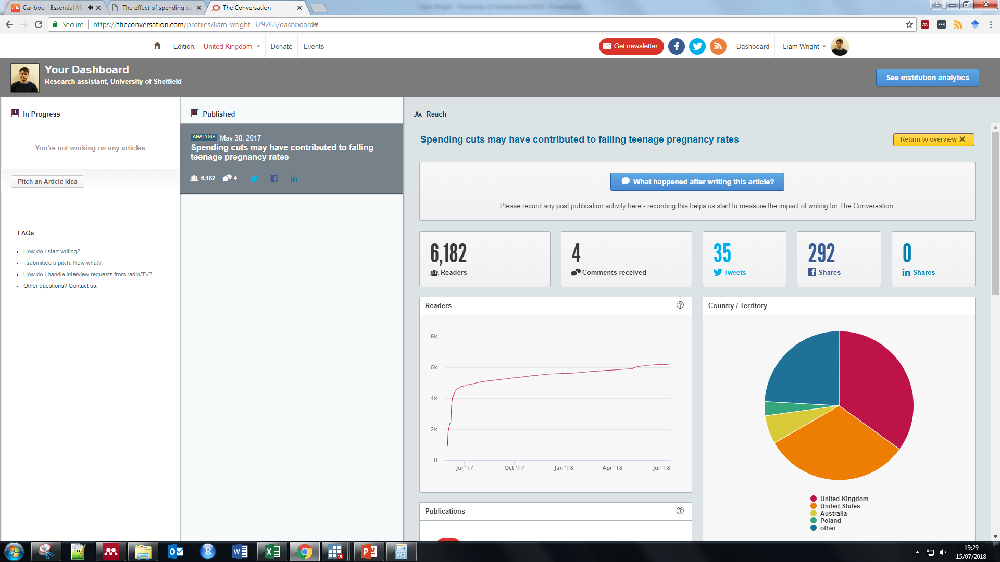 Caribou - Essential Mi
The effect of spending cu
The Conversation
Liam Wright - University of Huddersfield 2018 - PowerPoint
Secure
https://theconversation.com/profiles/liam-wright-379263/dashboard#
Edition: United Kingdom
Donate
Events
Get newsletter
Dashboard
Liam Wright
Your Dashboard
Research assistant, University of Sheffield
See institution analytics
In Progress
You're not working on any articles
Pitch an Article Idea
FAQs
How do I start writing?
I submitted a pitch. Now what?
How do I handle interview requests from radio/TV?
Other questions? Contact us.
Published
ANALYSIS May 30, 2017
Spending cuts may have contributed to falling
teenage pregnancy rates
6,182 4
Reach
Spending cuts may have contributed to falling teenage pregnancy rates
Return to overview
What happened after writing this article?
Please record any post publication activity here - recording this helps us start to measure the impact of writing for The Conversation.
6,182
Readers
4
Comments received
35
Tweets
292
Shares
0
Shares
Readers
8k
6k
4k
2k
0
Jul '17
Oct '17
Jan '18
Apr '18
Jul '18
Country / Territory
United Kingdom
United States
Australia
Poland
other
Publications
15
19:29
15/07/2018